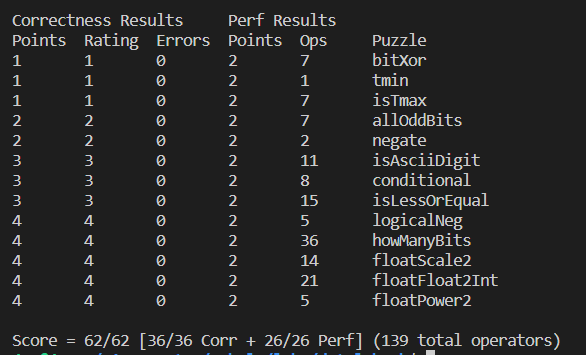 Correctness Results     Perf Results
Points  Rating  Errors  Points  Ops     Puzzle
1       1       0       2       7       bitXor
1       1       0       2       1       tmin
1       1       0       2       7       isTmax
2       2       0       2       7       allOddBits
2       2       0       2       2       negate
3       3       0       2       11      isAsciiDigit
3       3       0       2       8       conditional
3       3       0       2       15      isLessOrEqual
4       4       0       2       5       logicalNeg
4       4       0       2       36      howManyBits
4       4       0       2       14      floatScale2
4       4       0       2       21      floatFloat2Int
4       4       0       2       5       floatPower2
Score = 62/62 [36/36 Corr + 26/26 Perf] (139 total operators)